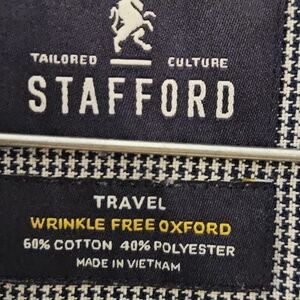 TAILORED CULTURE
STAFFORD
TRAVEL
WRINKLE FREE OXFORD
60% COTTON 40% POLYESTER
MADE IN VIETNAM